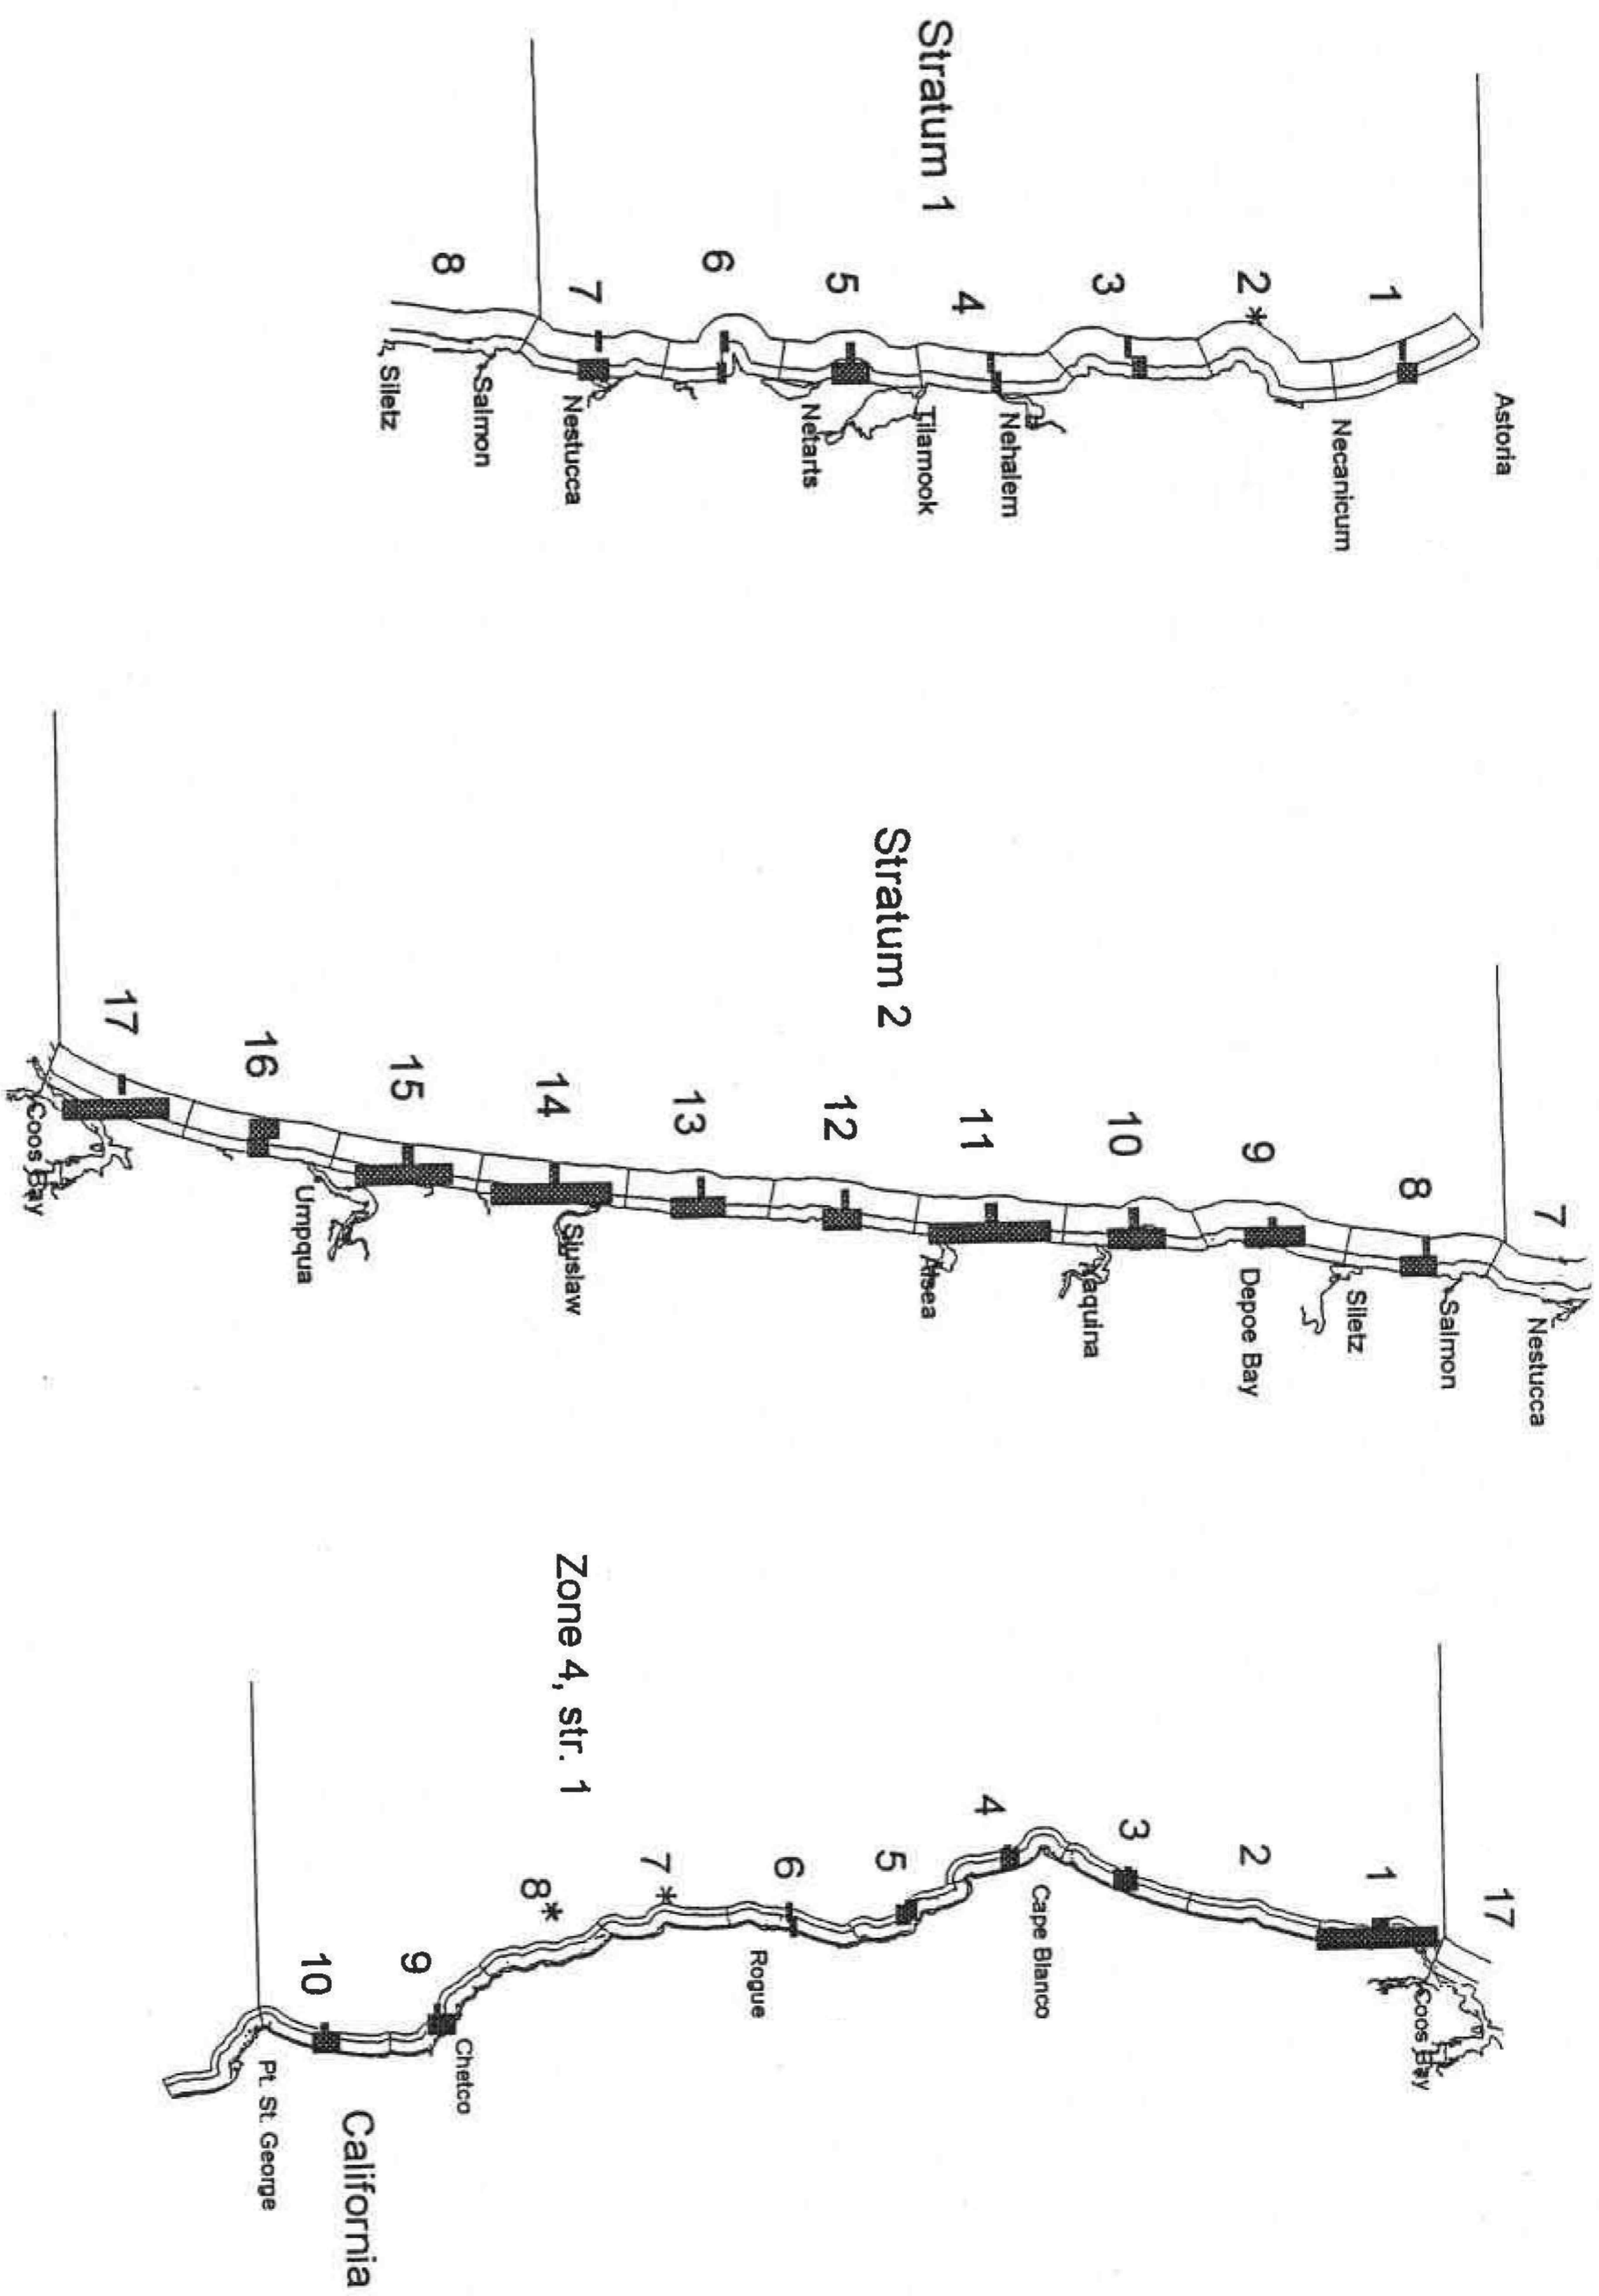 Stratum 1
1
2*
3
4
5
6
7
8
Astoria
Necanicum
Nehalem
Tilamook
Netarts
Nestucca
Salmon
Siletz
Stratum 2
7
8
9
10
11
12
13
14
15
16
17
Nestucca
Salmon
Siletz
Depoe Bay
Yaquina
Alsea
Siuslaw
Umpqua
Coos Bay
Zone 4, str. 1
17
1
2
3
4
5
6
7*
8*
9
10
Coos Bay
Cape Blanco
Rogue
Chetco
Pt. St. George
California